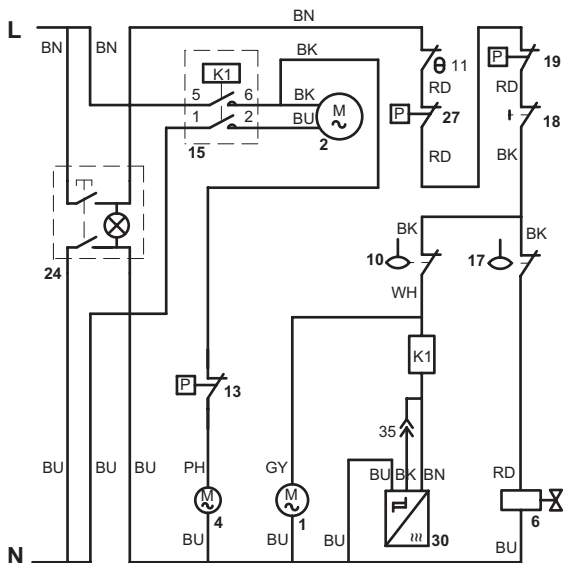 L
BN
BN
BN
BK
K1
5
6
BK
1
2
BU
15
M
2
11
RD
P
27
RD
P
19
RD
18
BK
24
BK
10
WH
BK
17
K1
P
13
35
BU
BU
BU
PH
GY
BU
BK
BN
RD
M
4
M
1
30
6
N
BU
BU
BU
BU